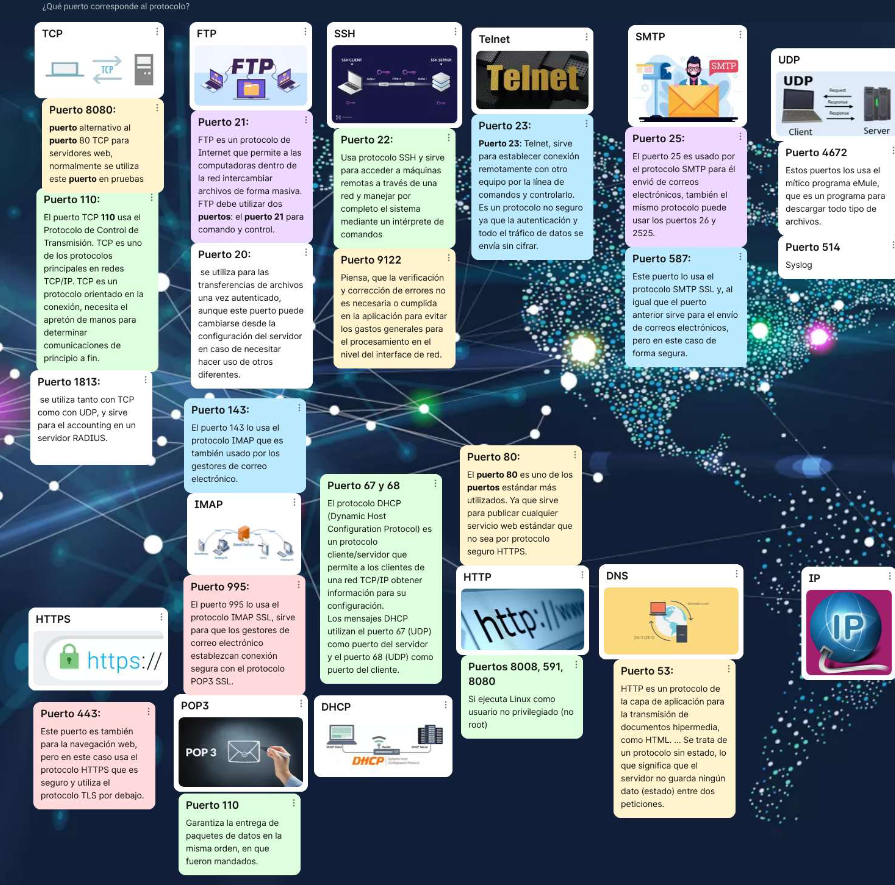 ¿Qué puerto corresponde al protocolo?
TCP
TCP
Puerto 8080:
puerto alternativo al
puerto 80 TCP para
servidores web,
normalmente se utiliza
este puerto en pruebas
Puerto 110:
El puerto TCP 110 usa el
Protocolo de Control de
Transmisión. TCP es uno
de los protocolos
principales en redes
TCP/IP. TCP es un
protocolo orientado en la
conexión, necesita el
apretón de manos para
determinar
comunicaciones de
principio a fin.
Puerto 1813:
se utiliza tanto con TCP
como con UDP, y sirve
para el accounting en un
servidor RADIUS.
FTP
FTP
Puerto 21:
FTP es un protocolo de
Internet que permite a las
computadoras dentro de
la red intercambiar
archivos de forma masiva.
FTP debe utilizar dos
puertos: el puerto 21 para
comando y control.
Puerto 20:
se utiliza para las
transferencias de archivos
una vez autenticado,
aunque este puerto puede
cambiarse desde la
configuración del servidor
en caso de necesitar
hacer uso de otros
diferentes.
SSH
SSH CLIENT
SSH SERVER
Puerto 22:
Usa protocolo SSH y sirve
para acceder a máquinas
remotas a través de una
red y manejar por
completo el sistema
mediante un intérprete de
comandos
Puerto 9122
Piensa, que la verificación
y corrección de errores no
es necesaria o cumplida
en la aplicación para evitar
los gastos generales para
el procesamiento en el
nivel del interface de red.
Telnet
Telnet
Puerto 23:
Puerto 23: Telnet, sirve
para establecer conexión
remotamente con otro
equipo por la línea de
comandos y controlarlo.
Es un protocolo no seguro
ya que la autenticación y
todo el tráfico de datos se
envía sin cifrar.
SMTP
SMTP
Puerto 25:
El puerto 25 es usado por
el protocolo SMTP para él
envió de correos
electrónicos, también el
mismo protocolo puede
usar los puertos 26 y
2525.
Puerto 587:
Este puerto lo usa el
protocolo SMTP SSL y, al
igual que el puerto
anterior sirve para el envío
de correos electrónicos,
pero en este caso de
forma segura.
UDP
UDP
Request
Response
Response
Client
Server
Puerto 4672
Estos puertos los usa el
mítico programa eMule,
que es un programa para
descargar todo tipo de
archivos.
Puerto 514
Syslog
Puerto 143:
El puerto 143 lo usa el
protocolo IMAP que es
también usado por los
gestores de correo
electrónico.
IMAP
Puerto 995:
El puerto 995 lo usa el
protocolo IMAP SSL, sirve
para que los gestores de
correo electrónico
establezcan conexión
segura con el protocolo
POP3 SSL.
POP3
POP 3
Puerto 110
Garantiza la entrega de
paquetes de datos en la
misma orden, en que
fueron mandados.
Puerto 67 y 68
El protocolo DHCP
(Dynamic Host
Configuration Protocol) es
un protocolo
cliente/servidor que
permite a los clientes de
una red TCP/IP obtener
información para su
configuración.
Los mensajes DHCP
utilizan el puerto 67 (UDP)
como puerto del servidor
y el puerto 68 (UDP) como
puerto del cliente.
DHCP
DHCP
Puerto 80:
El puerto 80 es uno de los
puertos estándar más
utilizados. Ya que sirve
para publicar cualquier
servicio web estándar que
no sea por protocolo
seguro HTTPS.
HTTP
http://www
Puertos 8008, 591,
8080
Si ejecuta Linux como
usuario no privilegiado (no
root)
DNS
Puerto 53:
HTTP es un protocolo de
la capa de aplicación para
la transmisión de
documentos hipermedia,
como HTML. ... Se trata de
un protocolo sin estado, lo
que significa que el
servidor no guarda ningún
dato (estado) entre dos
peticiones.
IP
IP
HTTPS
https://
Puerto 443:
Este puerto es también
para la navegación web,
pero en este caso usa el
protocolo HTTPS que es
seguro y utiliza el
protocolo TLS por debajo.